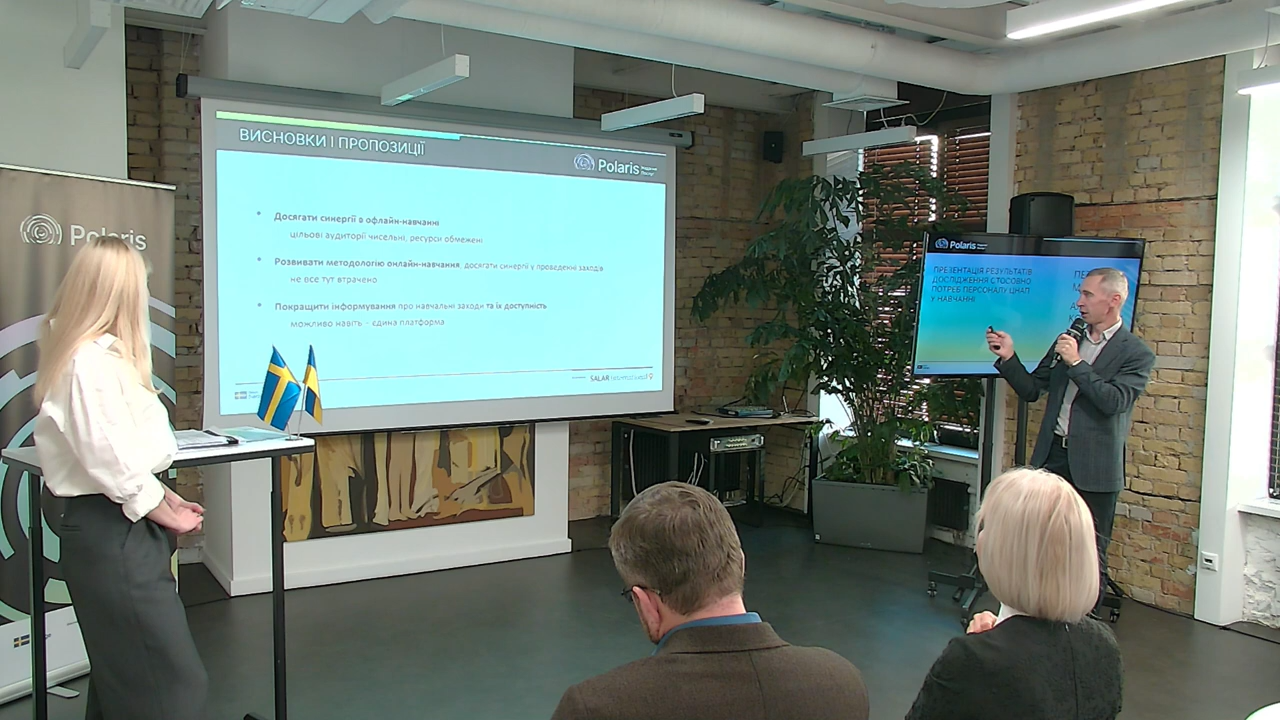 ВИСНОВКИ І ПРОПОЗИЦІЇ
Polaris
• Досягати синергії в офлайн-навчанні
цільові аудиторії чисельні, ресурси обмежені
• Розвивати методологію онлайн-навчання, досягати синергії у проведенні заходів
не все тут втрачено
• Покращити інформування про навчальні заходи та їх доступність
можливо навіть – єдина платформа
SALAR International
Polaris
Polaris
ПРЕЗЕНТАЦІЯ РЕЗУЛЬТАТІВ
ДОСЛІДЖЕННЯ СТОСОВНО
ПОТРЕБ ПЕРСОНАЛУ ЦНАП
У НАВЧАННІ